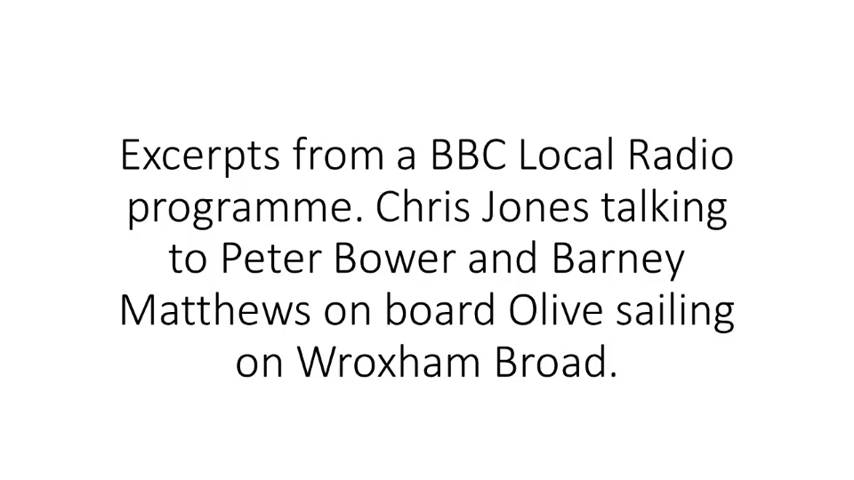 Excerpts from a BBC Local Radio
programme. Chris Jones talking
to Peter Bower and Barney
Matthews on board Olive sailing
on Wroxham Broad.